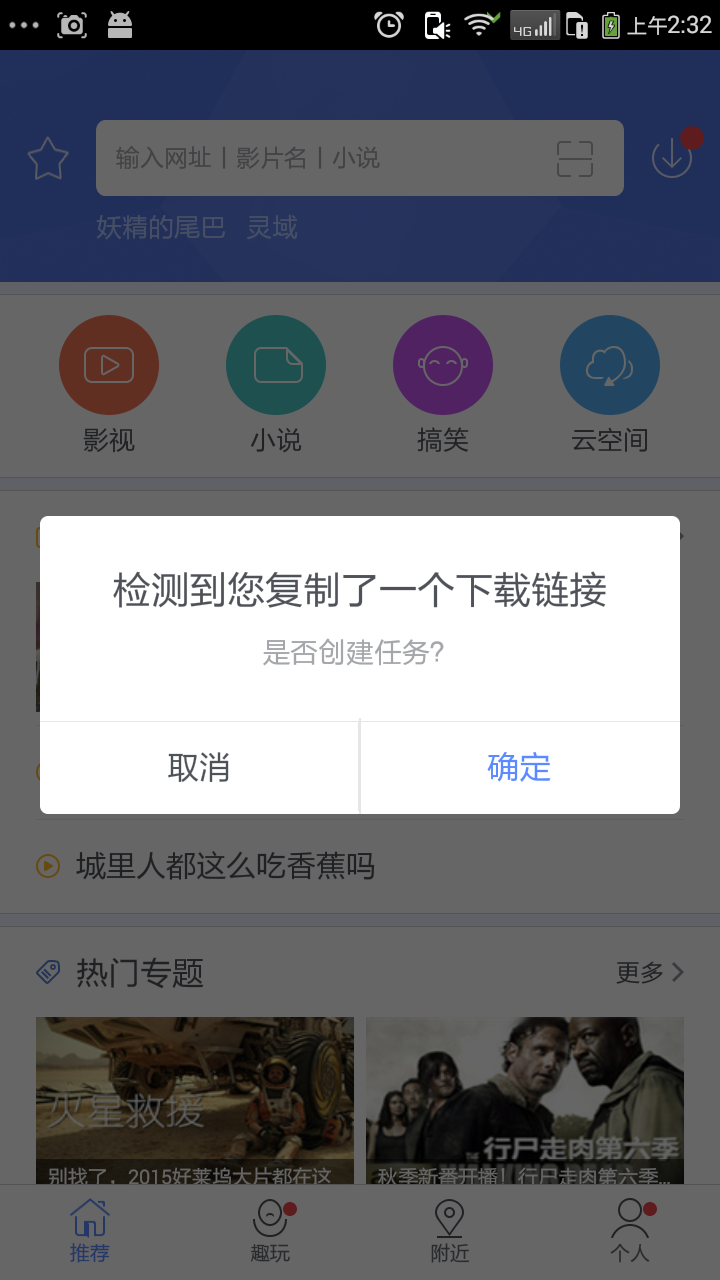 4G 上午2:32
输入网址丨影片名丨小说
妖精的尾巴 灵域
影视 小说 搞笑 云空间
检测到您复制了一个下载链接
是否创建任务?
取消 确定
城里人都这么吃香蕉吗
热门专题 更多
火星救援
行尸走肉第六季
别找了，2015好莱坞大片都在这
秋季新番开播！行尸走肉第六季...
推荐 趣玩 附近 个人